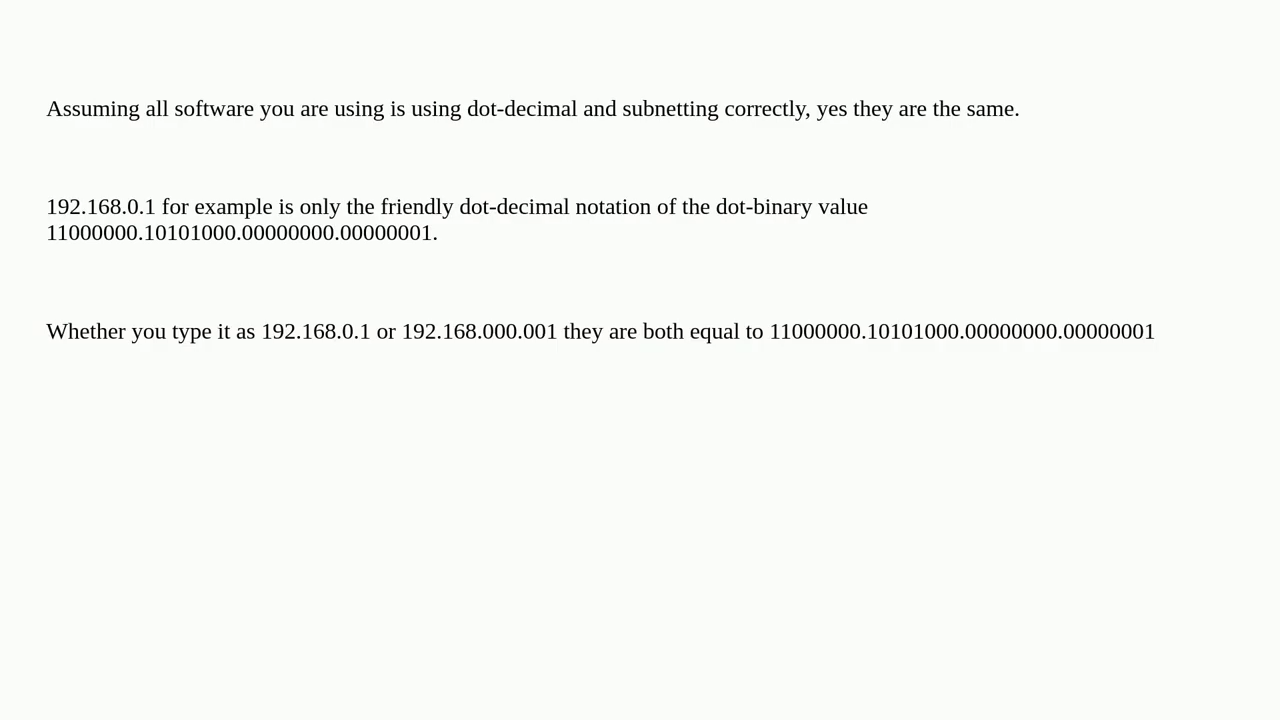 Assuming all software you are using is using dot-decimal and subnetting correctly, yes they are the same.
192.168.0.1 for example is only the friendly dot-decimal notation of the dot-binary value
11000000.10101000.00000000.00000001.
Whether you type it as 192.168.0.1 or 192.168.000.001 they are both equal to 11000000.10101000.00000000.00000001